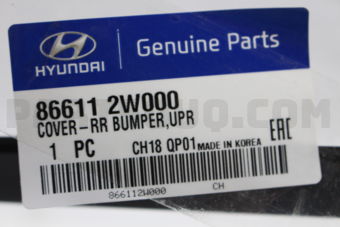 HYUNDAI
Genuine Parts
86611 2W000
COVER-RR BUMPER,UPR
1 PC CH18 QP01 MADE IN KOREA
EAC
866112W000 CH